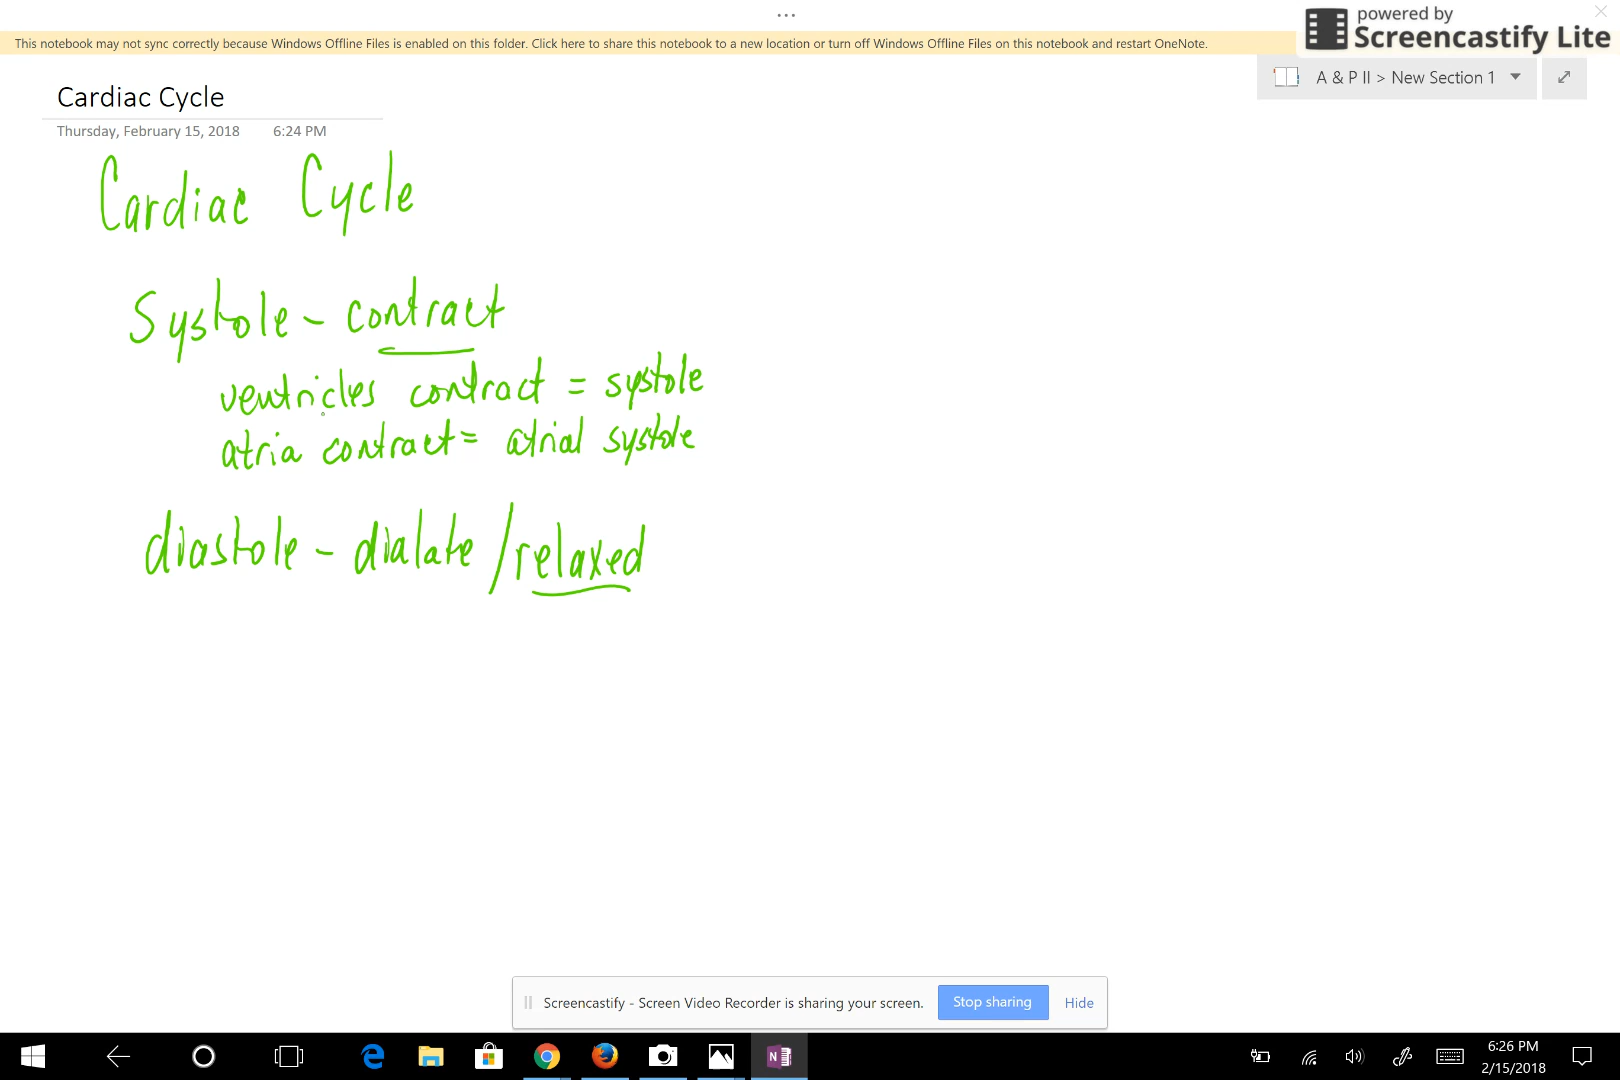 ...
powered by
Screencastify Lite
This notebook may not sync correctly because Windows Offline Files is enabled on this folder. Click here to share this notebook to a new location or turn off Windows Offline Files on this notebook and restart OneNote.
A & P II > New Section 1
Cardiac Cycle
Thursday, February 15, 2018 6:24 PM
Cardiac Cycle
Systole - contract
ventricles contract = systole
atria contract = atrial systole
diastole - dialate / relaxed
Screencastify - Screen Video Recorder is sharing your screen. Stop sharing Hide
N
6:26 PM
2/15/2018